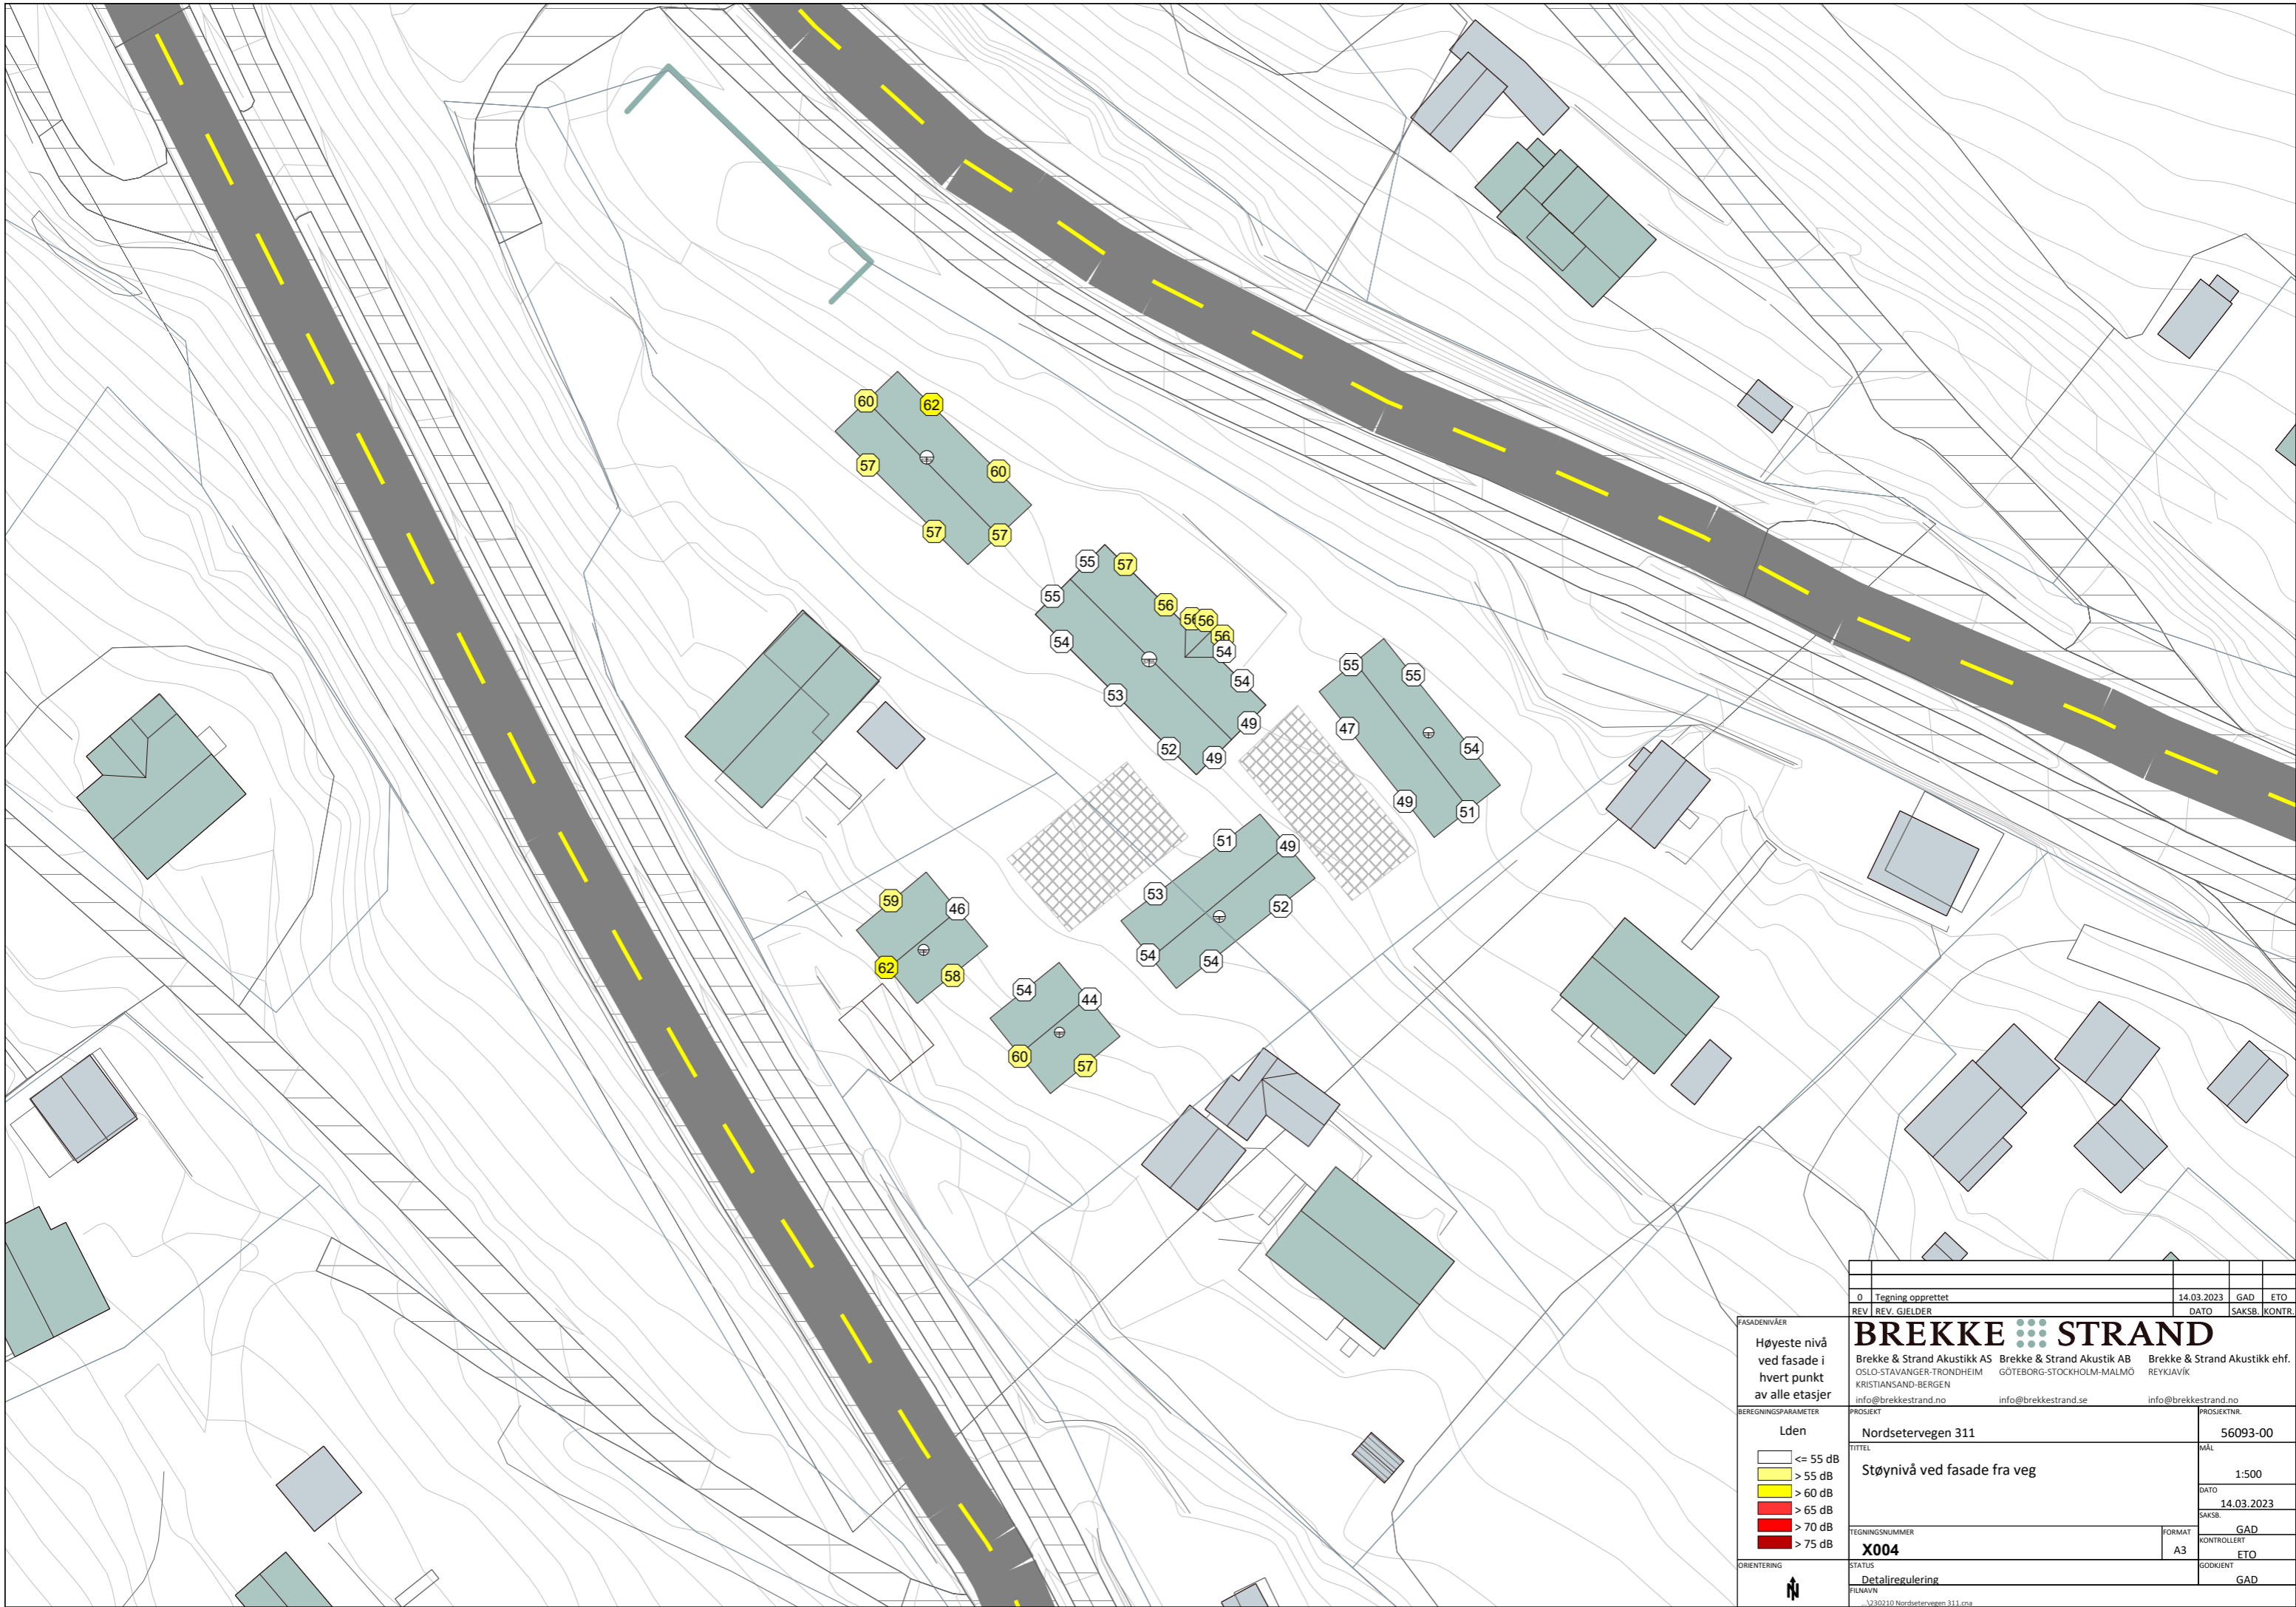 60
62
57
60
57
57
55
57
55
56
56
56
54
56
54
54
53
49
52
49
55
55
47
54
49
51
51
49
53
52
54
54
59
46
62
58
54
44
60
57
0 Tegning opprettet 14.03.2023 GAD ETO
REV REV. GJELDER DATO SAKSB. KONTR.
FASADENIVÅER
Høyeste nivå
ved fasade i
hvert punkt
av alle etasjer
BREKKE STRAND
Brekke & Strand Akustikk AS Brekke & Strand Akustik AB Brekke & Strand Akustikk ehf.
OSLO-STAVANGER-TRONDHEIM GÖTEBORG-STOCKHOLM-MALMÖ REYKJAVÍK
KRISTIANSAND-BERGEN
info@brekkestrand.no info@brekkestrand.se info@brekkestrand.no
BEREGNINGSPARAMETER
Lden
<= 55 dB
> 55 dB
> 60 dB
> 65 dB
> 70 dB
> 75 dB
ORIENTERING
N
PROSJEKT
Nordsetervegen 311
PROSJEKTNR.
56093-00
TITTEL
Støynivå ved fasade fra veg
MÅL
1:500
DATO
14.03.2023
SAKSB.
GAD
TEGNINGSNUMMER
X004
FORMAT
A3
KONTROLLERT
ETO
STATUS
Detaljregulering
GODKJENT
GAD
FILNAVN
...\230210 Nordsetervegen 311.cna